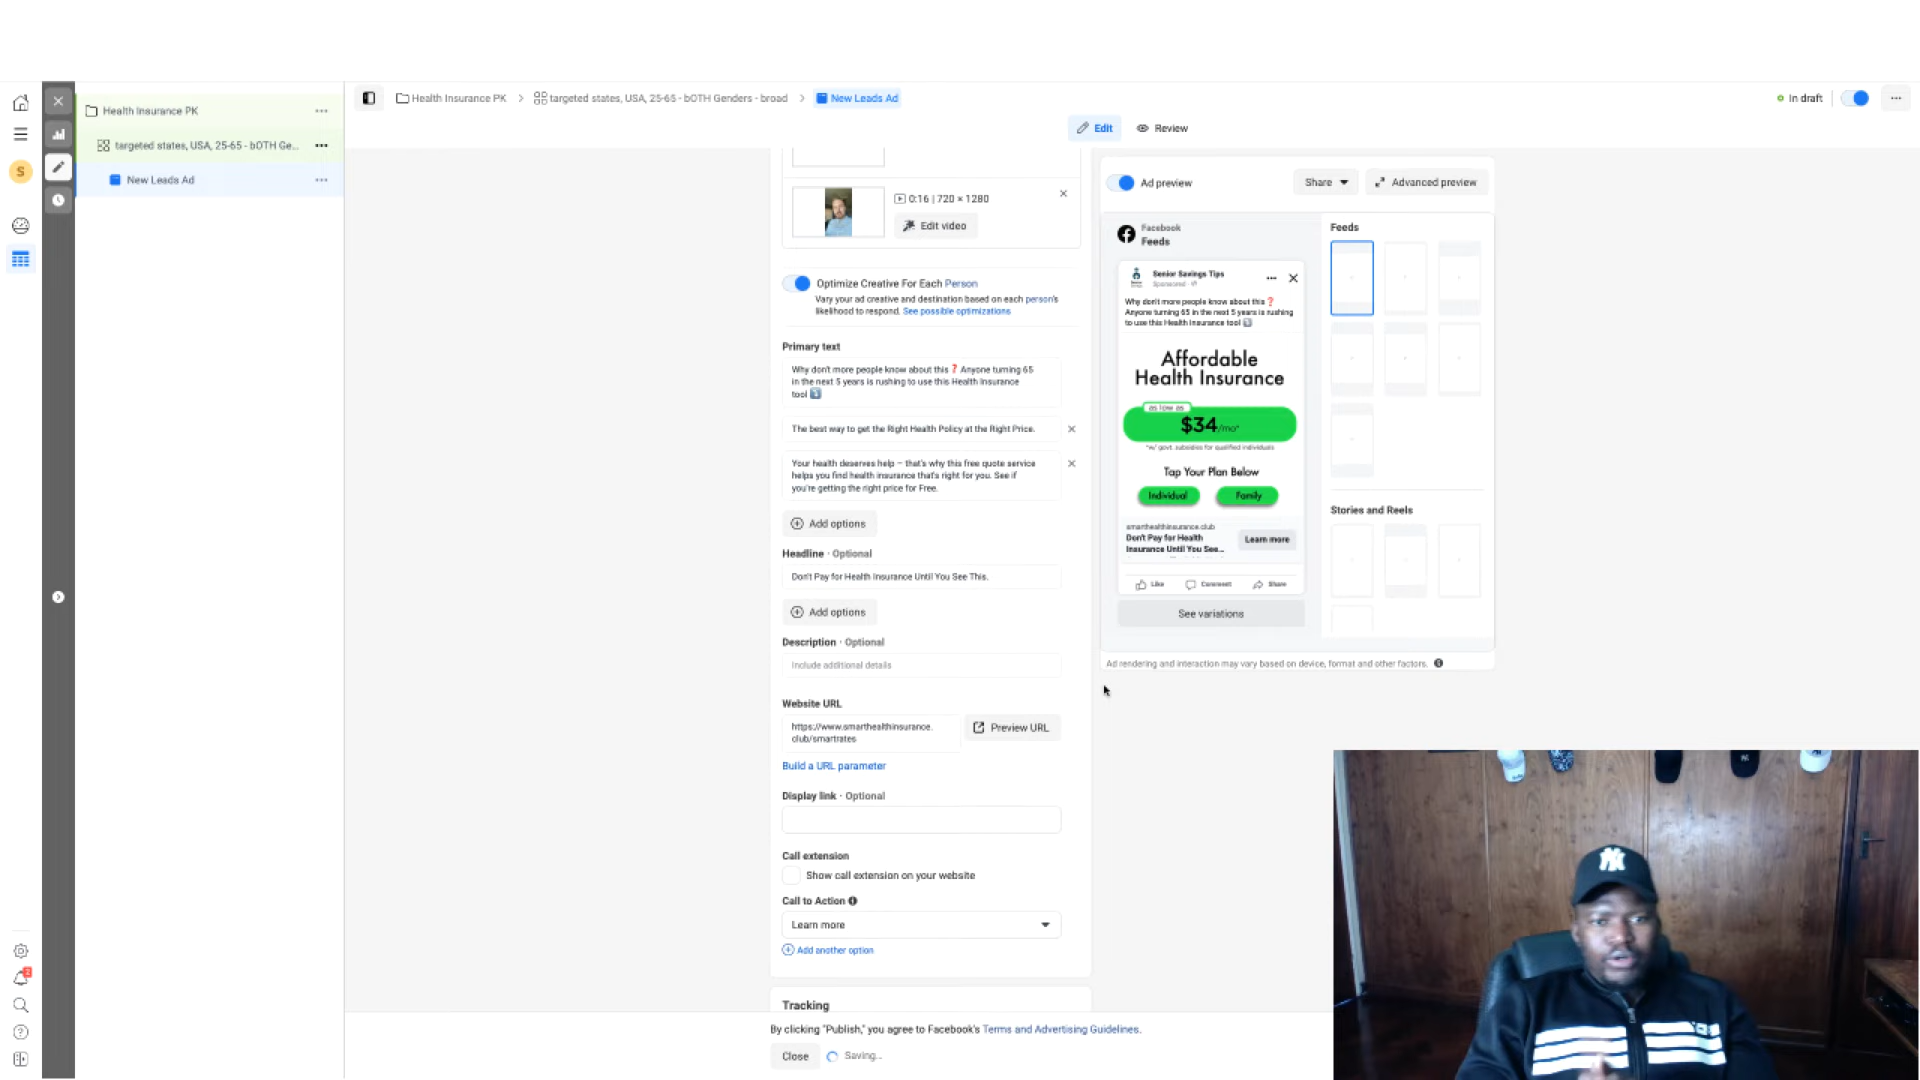 Health Insurance PK
targeted states, USA, 25-65 - bOTH Ge...
New Leads Ad
Health Insurance PK > targeted states, USA, 25-65 - bOTH Genders - broad > New Leads Ad
In draft
Edit
Review
S
2
0:16 | 720 × 1280
Edit video
Optimize Creative For Each Person
Vary your ad creative and destination based on each person's
likelihood to respond. See possible optimizations
Primary text
Why don't more people know about this ❓ Anyone turning 65
in the next 5 years is rushing to use this Health Insurance
tool ⤵️
The best way to get the Right Health Policy at the Right Price.
Your health deserves help – that's why this free quote service
helps you find health insurance that's right for you. See if
you're getting the right price for Free.
Add options
Headline · Optional
Don't Pay for Health Insurance Until You See This.
Add options
Description · Optional
Include additional details
Website URL
https://www.smarthealthinsurance.
club/smartrates
Preview URL
Build a URL parameter
Display link · Optional
Call extension
Show call extension on your website
Call to Action
Learn more
Add another option
Tracking
By clicking "Publish," you agree to Facebook's Terms and Advertising Guidelines.
Close
Saving...
Ad preview
Share
Advanced preview
Facebook
Feeds
Senior Savings Tips
Sponsored
Why don't more people know about this ❓
Anyone turning 65 in the next 5 years is rushing
to use this Health Insurance tool ⤵️
Affordable
Health Insurance
as low as
$34/mo*
*w/ govt. subsidies for qualified individuals
Tap Your Plan Below
Individual
Family
smarthealthinsurance.club
Don't Pay for Health
Insurance Until You See...
Learn more
Like
Comment
Share
See variations
Feeds
Stories and Reels
Ad rendering and interaction may vary based on device, format and other factors.